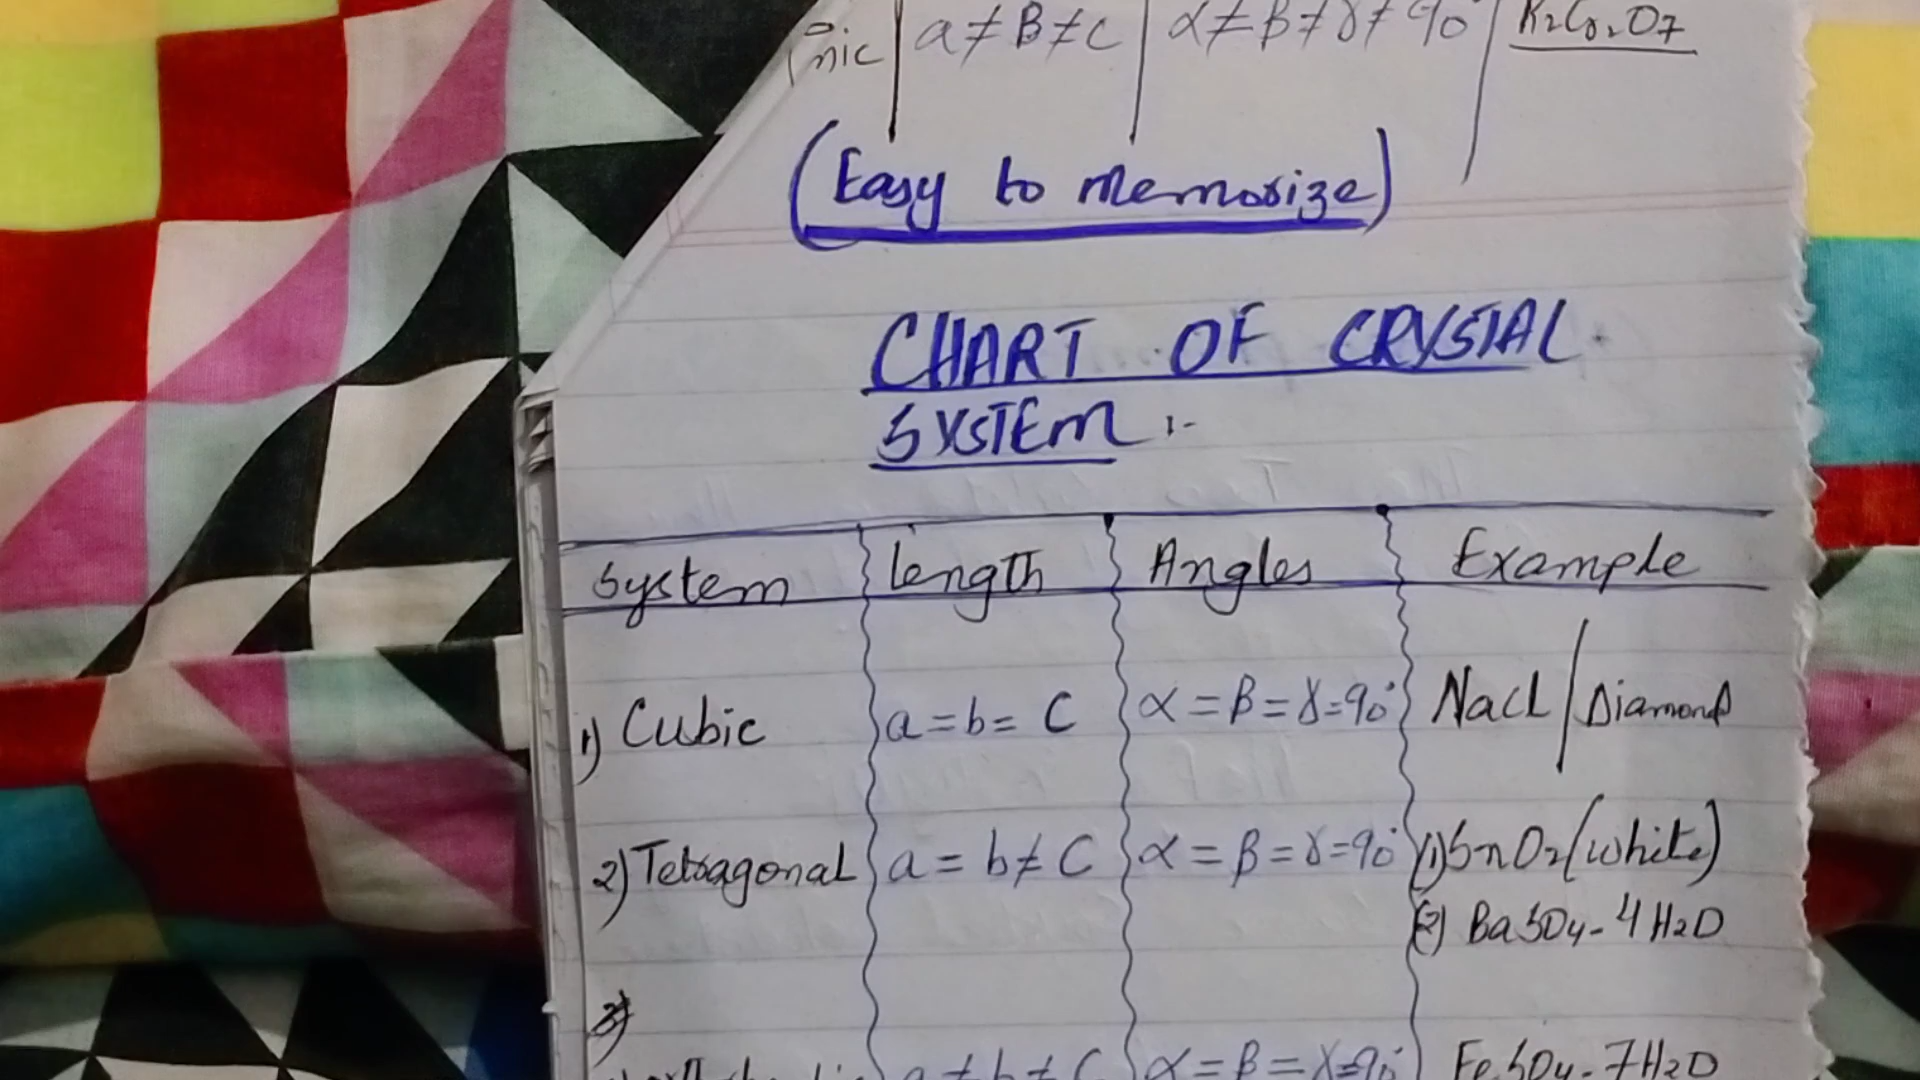 nic | a ≠ B ≠ c | α ≠ β ≠ γ ≠ 90° | K2Cr2O7
(Easy to memorize)
CHART OF CRYSTAL
SYSTEM :-
System | Length | Angles | Example
1) Cubic | a = b = C | α = β = γ = 90° | NaCl / Diamond
2) Tetragonal | a = b ≠ C | α = β = γ = 90° | (1) SnO2 (white)
(2) BaSO4 - 4H2O
3)
a ≠ b ≠ C | α = β = γ = 90° | FeSO4 - 7H2O